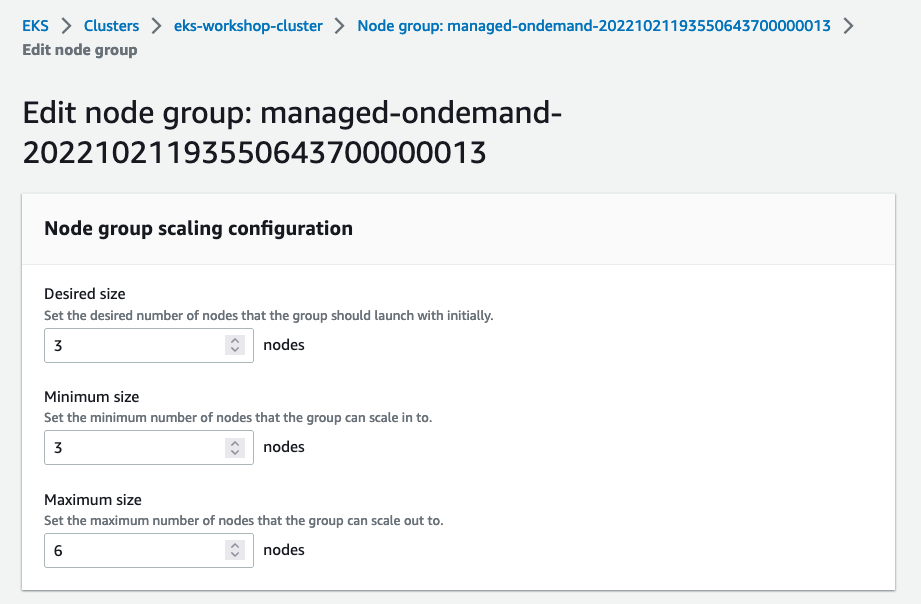 EKS > Clusters > eks-workshop-cluster > Node group: managed-ondemand-20221021193550643700000013 >
Edit node group
Edit node group: managed-ondemand-
20221021193550643700000013
Node group scaling configuration
Desired size
Set the desired number of nodes that the group should launch with initially.
3 nodes
Minimum size
Set the minimum number of nodes that the group can scale in to.
3 nodes
Maximum size
Set the maximum number of nodes that the group can scale out to.
6 nodes